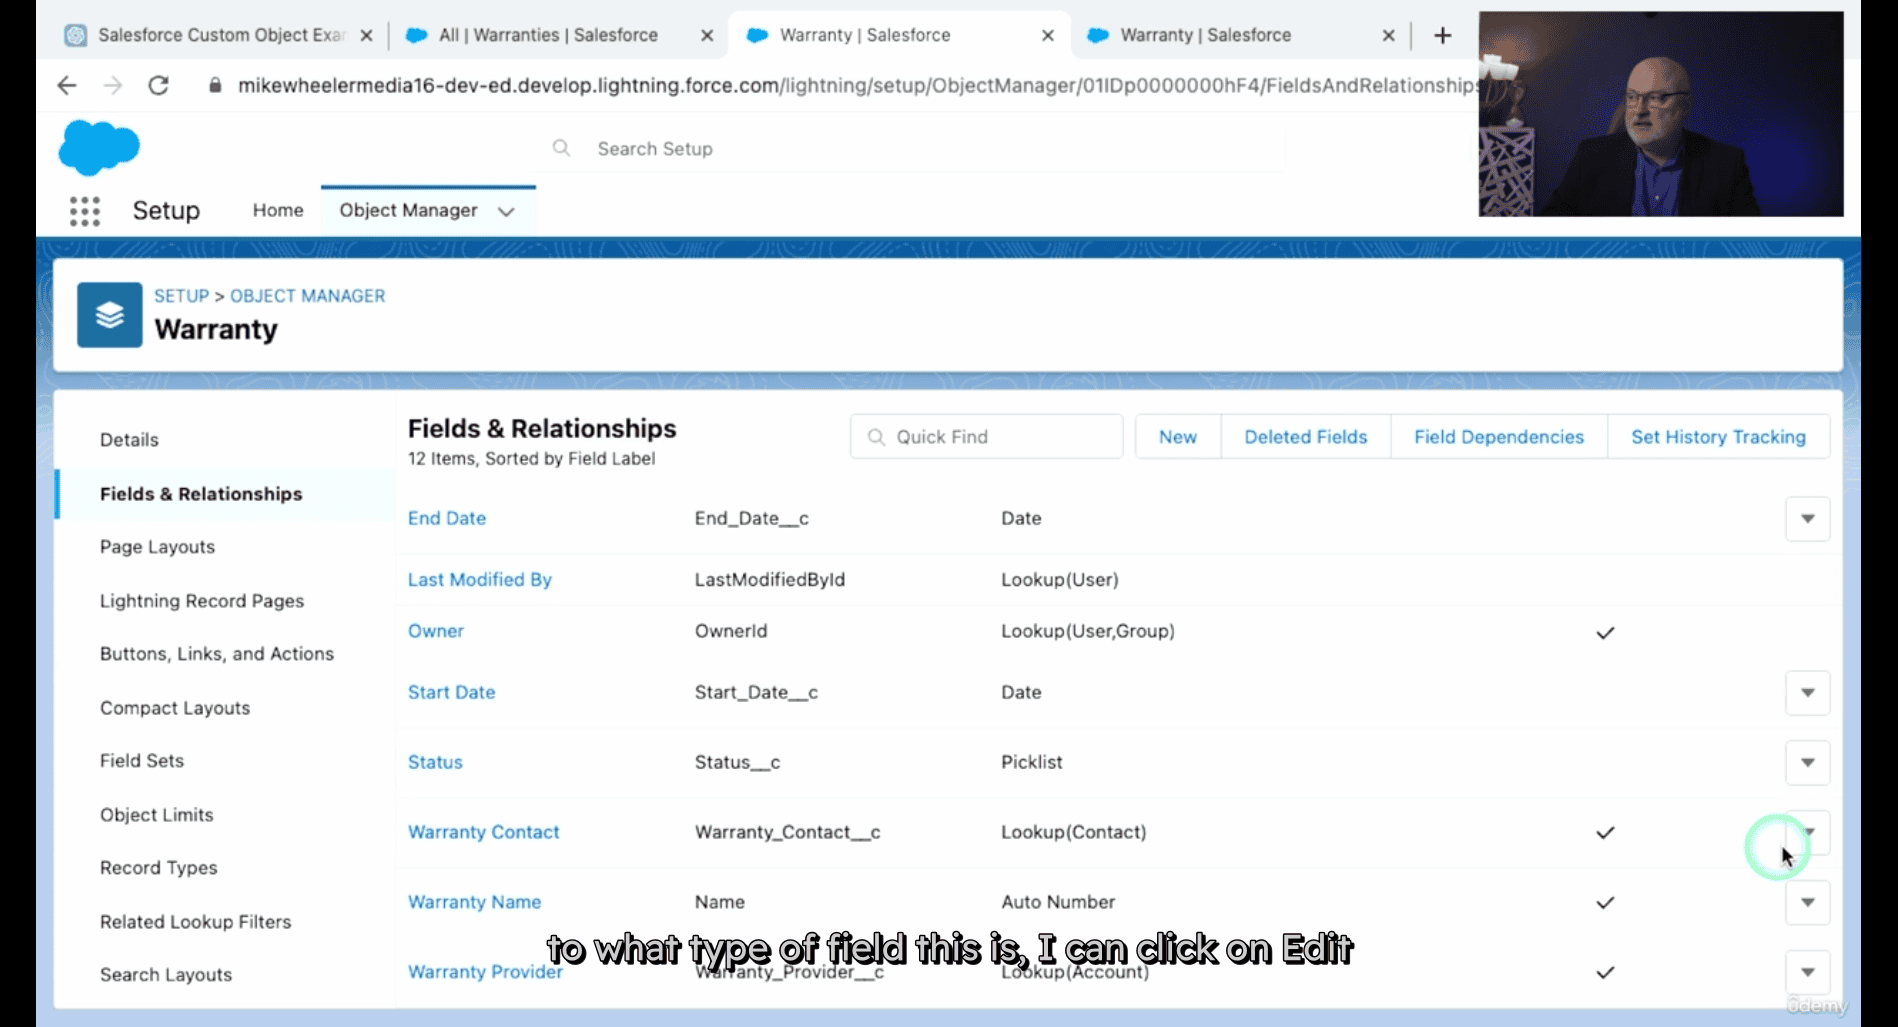 Salesforce Custom Object Exar
All | Warranties | Salesforce
Warranty | Salesforce
Warranty | Salesforce
mikewheelermedia16-dev-ed.develop.lightning.force.com/lightning/setup/ObjectManager/01IDp0000000hF4/FieldsAndRelationships
Search Setup
Setup
Home
Object Manager
SETUP > OBJECT MANAGER
Warranty
Details
Fields & Relationships
Page Layouts
Lightning Record Pages
Buttons, Links, and Actions
Compact Layouts
Field Sets
Object Limits
Record Types
Related Lookup Filters
Search Layouts
Fields & Relationships
12 Items, Sorted by Field Label
Quick Find
New
Deleted Fields
Field Dependencies
Set History Tracking
End Date End_Date__c Date
Last Modified By LastModifiedById Lookup(User)
Owner OwnerId Lookup(User,Group)
Start Date Start_Date__c Date
Status Status__c Picklist
Warranty Contact Warranty_Contact__c Lookup(Contact)
Warranty Name Name Auto Number
Warranty Provider Warranty_Provider__c Lookup(Account)
to what type of field this is, I can click on Edit
ûdemy